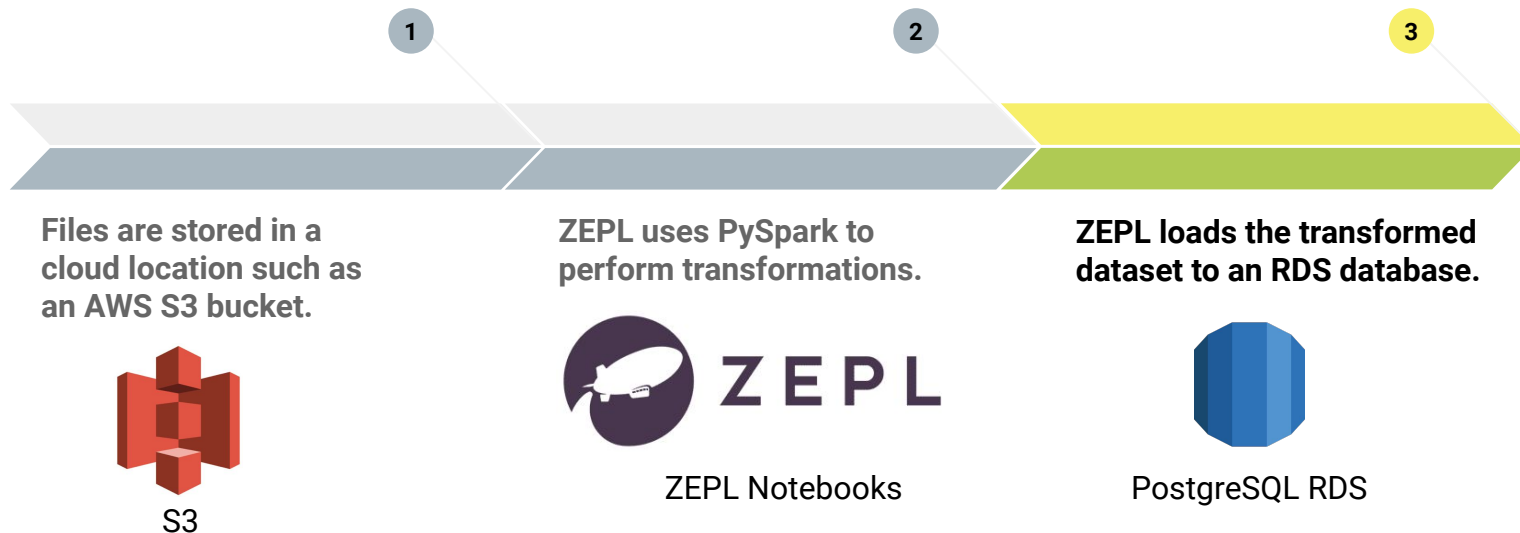 1
2
3
Files are stored in a
cloud location such as
an AWS S3 bucket.
ZEPL uses PySpark to
perform transformations.
ZEPL loads the transformed
dataset to an RDS database.
ZEPL
S3
ZEPL Notebooks
PostgreSQL RDS